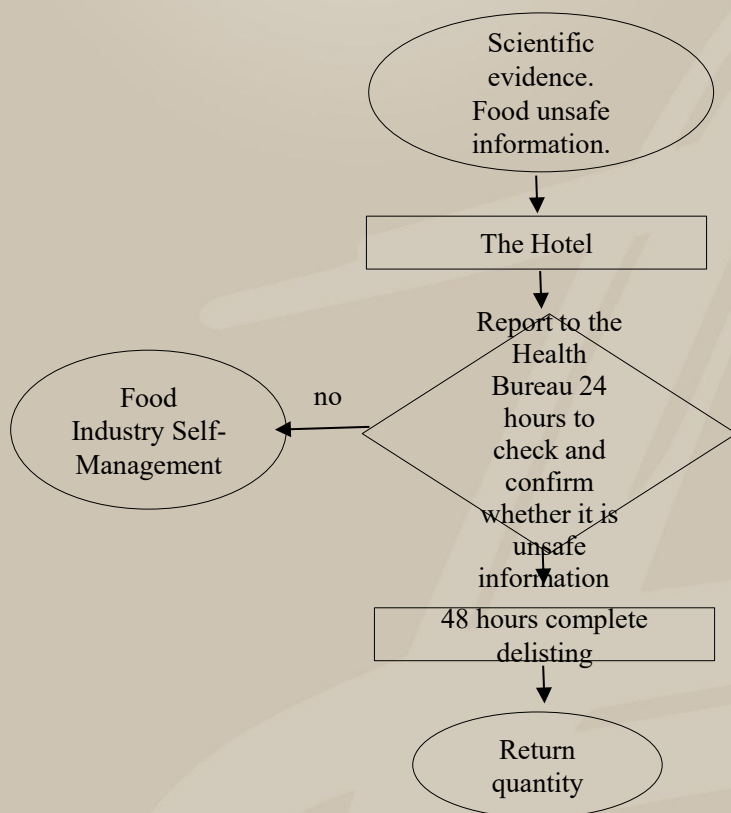 Scientific
evidence.
Food unsafe
information.
The Hotel
Report to the
Health
Bureau 24
hours to
check and
confirm
whether it is
unsafe
information
no
Food
Industry Self-
Management
48 hours complete
delisting
Return
quantity